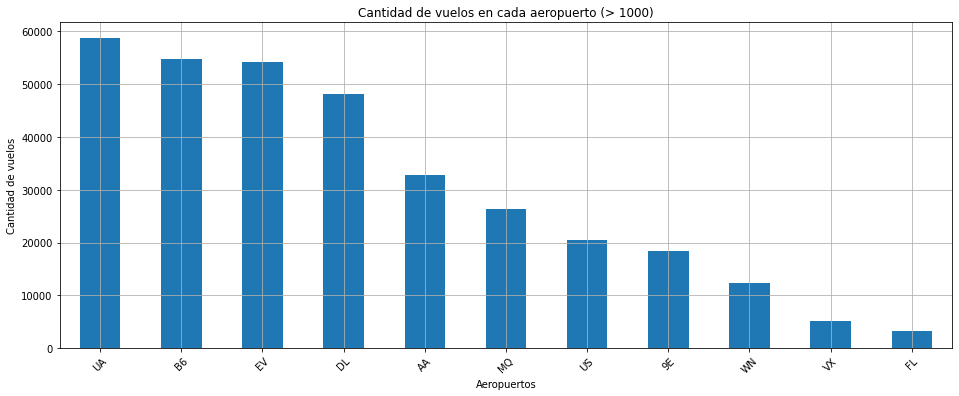 Cantidad de vuelos en cada aeropuerto (> 1000)
Cantidad de vuelos
60000
50000
40000
30000
20000
10000
0
UA
B6
EV
DL
AA
MQ
US
9E
WN
VX
FL
Aeropuertos